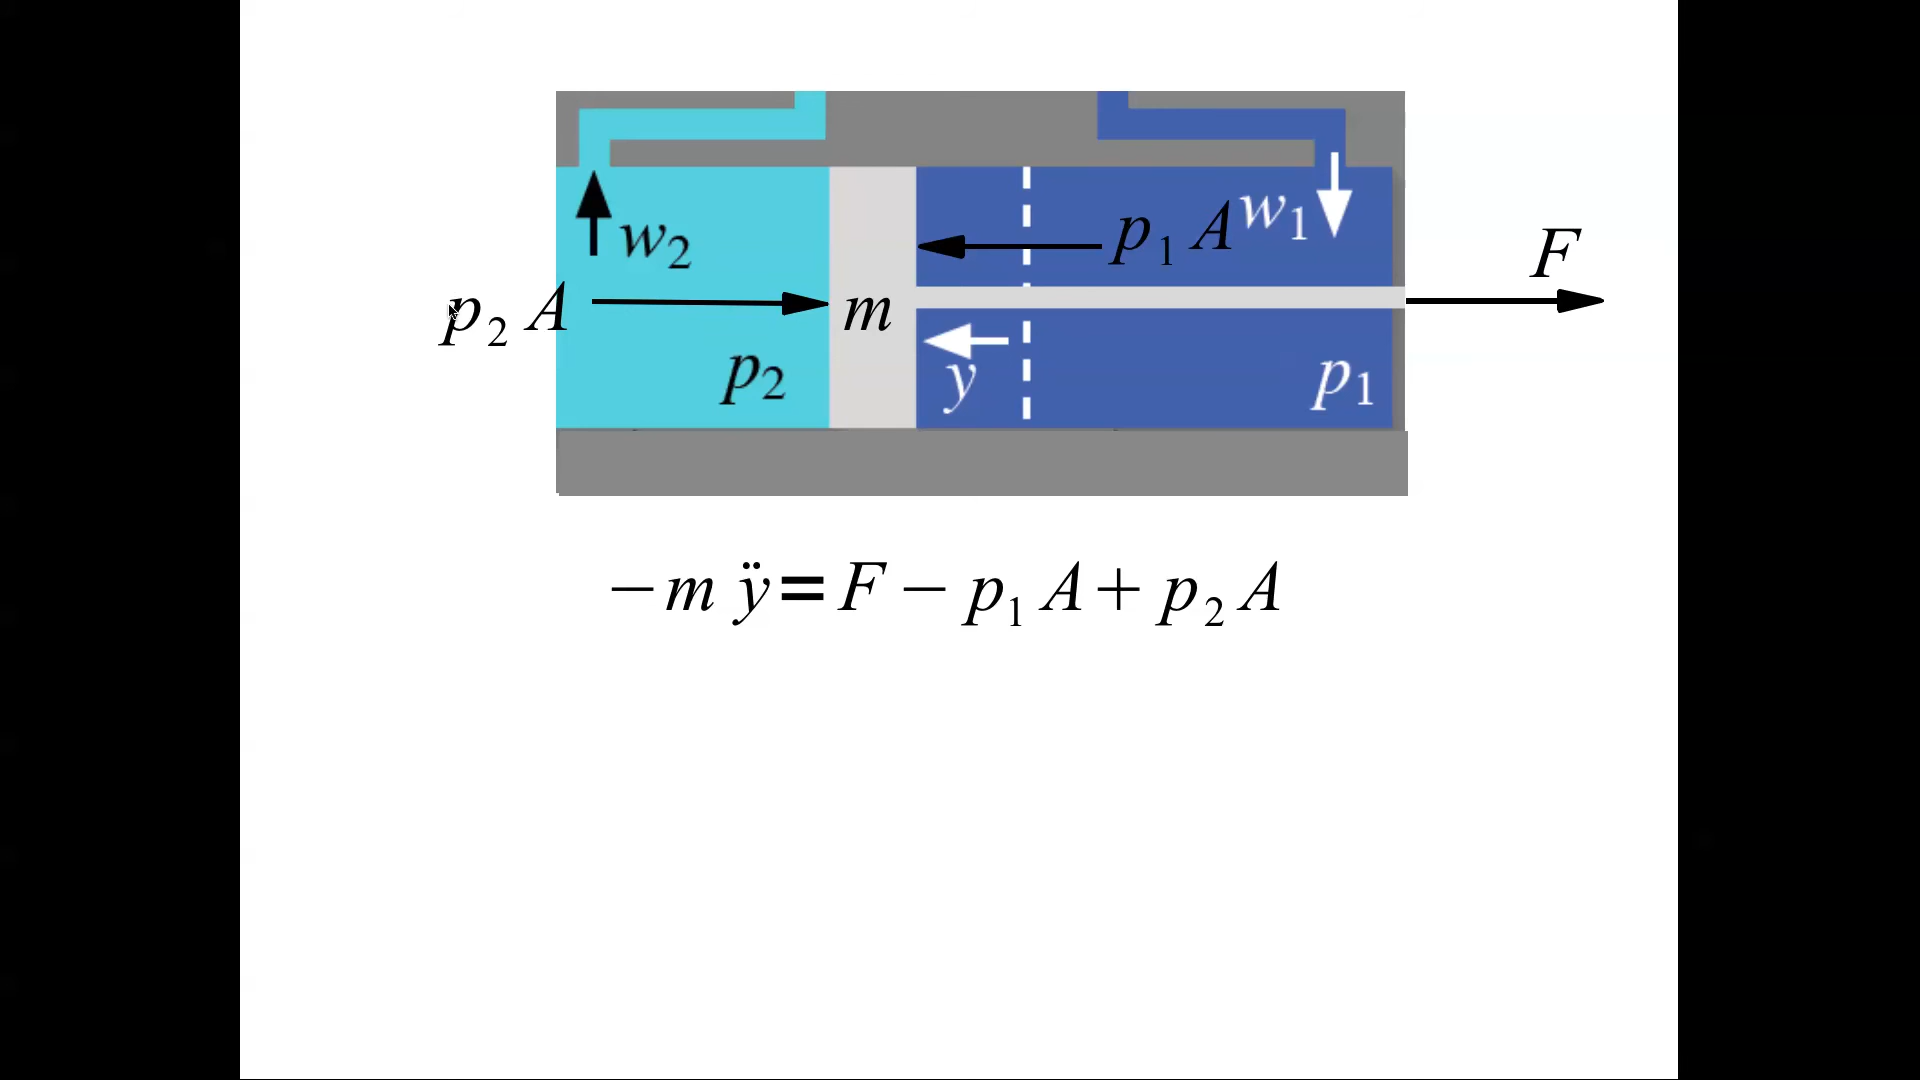 w₂
p₁ A
w₁
F
p₂ A
m
p₂
y
p₁
−m ÿ = F − p₁ A + p₂ A